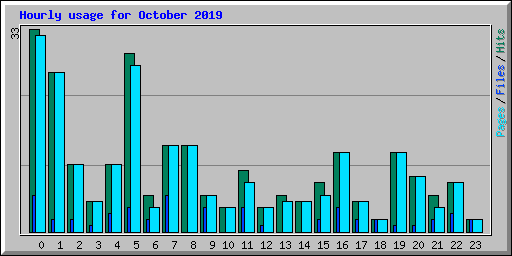 Hourly usage for October 2019
33
Pages/Files/Hits
0 1 2 3 4 5 6 7 8 9 10 11 12 13 14 15 16 17 18 19 20 21 22 23